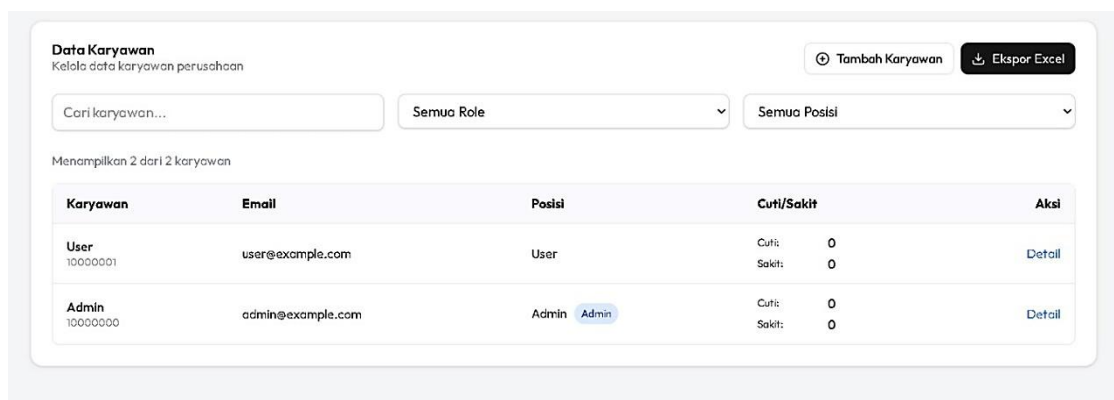 Data Karyawan
Kelola data karyawan perusahaan
Tambah Karyawan
Ekspor Excel
Cari karyawan...
Semua Role
Semua Posisi
Menampilkan 2 dari 2 karyawan
Karyawan Email Posisi Cuti/Sakit Aksi
User
10000001
user@example.com
User
Cuti: 0
Sakit: 0
Detail
Admin
10000000
admin@example.com
Admin Admin
Cuti: 0
Sakit: 0
Detail